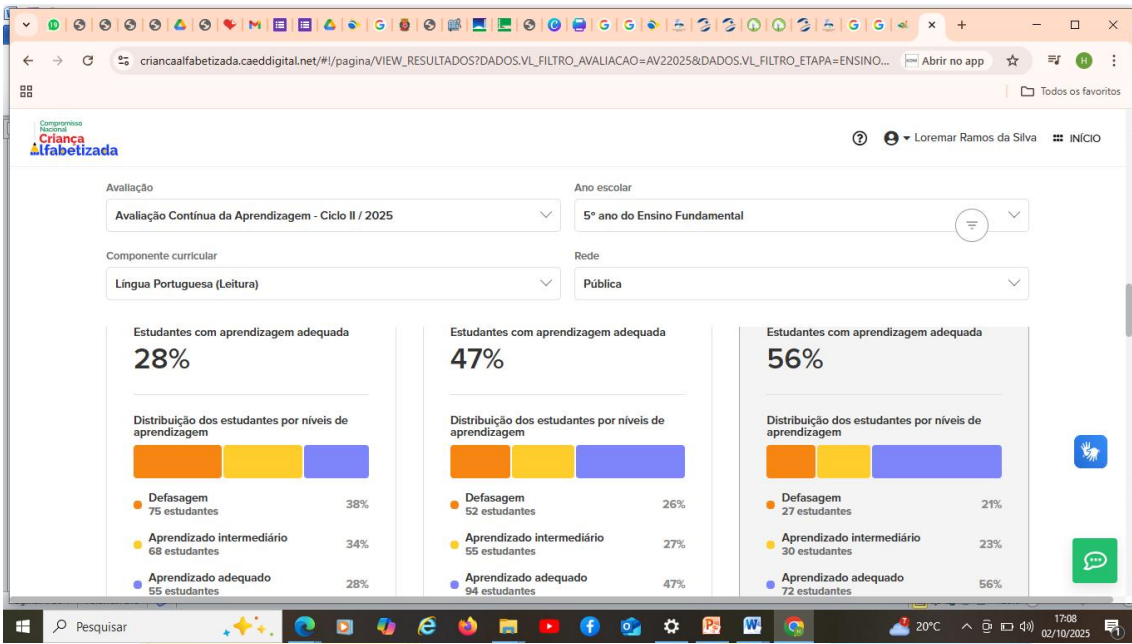 criancaalfabetizada.caeddigital.net/#!/pagina/VIEW_RESULTADOS?DADOS.VL_FILTRO_AVALIACAO=AV22025&DADOS.VL_FILTRO_ETAPA=ENSINO...
Abrir no app
H
Todos os favoritos
Compromisso
Nacional
Criança
Alfabetizada
Loremar Ramos da Silva
INÍCIO
Avaliação
Ano escolar
Avaliação Contínua da Aprendizagem - Ciclo II / 2025
5º ano do Ensino Fundamental
Componente curricular
Rede
Língua Portuguesa (Leitura)
Pública
Estudantes com aprendizagem adequada
28%
Distribuição dos estudantes por níveis de
aprendizagem
Defasagem
38%
75 estudantes
Aprendizado intermediário
34%
68 estudantes
Aprendizado adequado
28%
55 estudantes
Estudantes com aprendizagem adequada
47%
Distribuição dos estudantes por níveis de
aprendizagem
Defasagem
26%
52 estudantes
Aprendizado intermediário
27%
55 estudantes
Aprendizado adequado
47%
94 estudantes
Estudantes com aprendizagem adequada
56%
Distribuição dos estudantes por níveis de
aprendizagem
Defasagem
21%
27 estudantes
Aprendizado intermediário
23%
30 estudantes
Aprendizado adequado
56%
72 estudantes
Pesquisar
20°C
17:08
02/10/2025